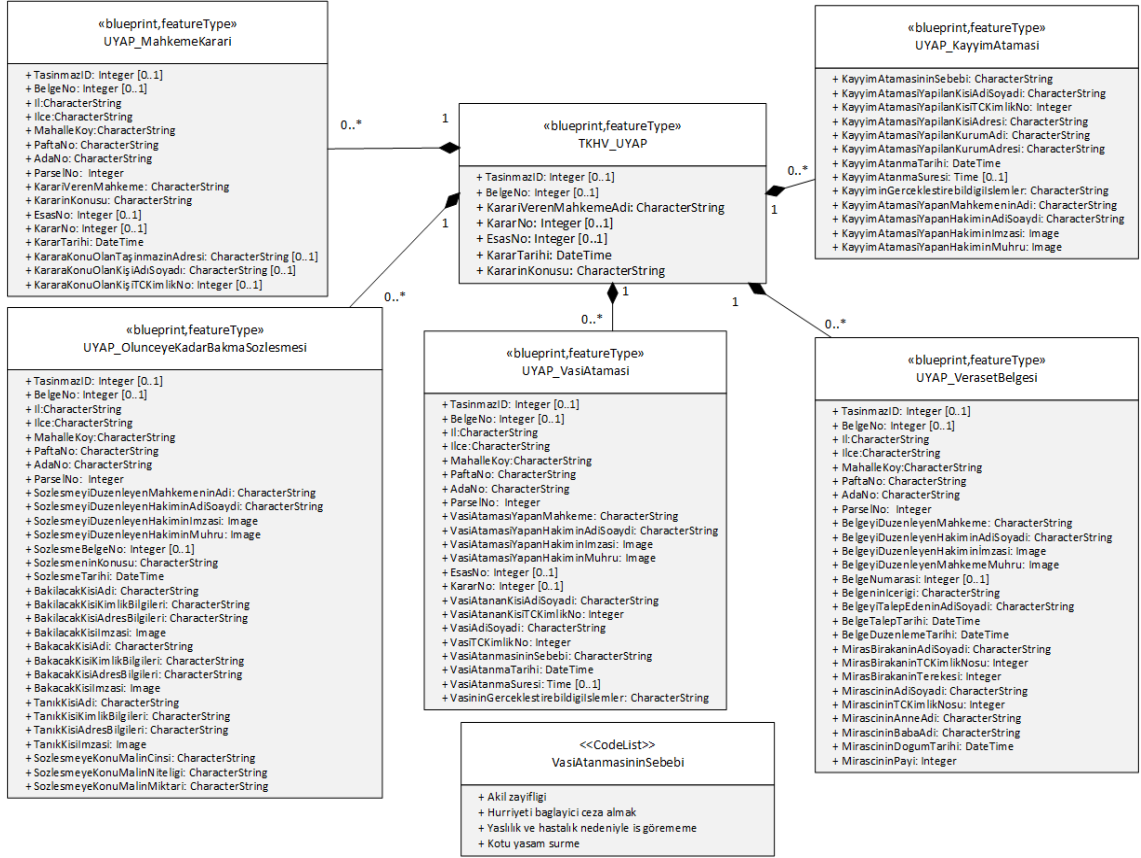 «blueprint,featureType»
UYAP_MahkemeKarari
+ TasinmazID: Integer [0..1]
+ BelgeNo: Integer [0..1]
+ Il:CharacterString
+ Ilce:CharacterString
+ MahalleKoy:CharacterString
+ PaftaNo: CharacterString
+ AdaNo: CharacterString
+ ParselNo: Integer
+ KarariVerenMahkeme: CharacterString
+ KararinKonusu: CharacterString
+ EsasNo: Integer [0..1]
+ KararNo: Integer [0..1]
+ KararTarihi: DateTime
+ KararaKonuOlanTaşinmazinAdresi: CharacterString [0..1]
+ KararaKonuOlanKişiAdıSoyadı: CharacterString [0..1]
+ KararaKonuOlanKişiTCKimlikNo: Integer [0..1]
0..*
1
«blueprint,featureType»
TKHV_UYAP
+ TasinmazID: Integer [0..1]
+ BelgeNo: Integer [0..1]
+ KarariVerenMahkemeAdi: CharacterString
+ KararNo: Integer [0..1]
+ EsasNo: Integer [0..1]
+ KararTarihi: DateTime
+ KararinKonusu: CharacterString
«blueprint,featureType»
UYAP_KayyimAtamasi
+ KayyimAtamasininSebebi: CharacterString
+ KayyimAtamasiYapilanKisiAdiSoyadi: CharacterString
+ KayyimAtamasiYapilanKisiTCKimlikNo: Integer
+ KayyimAtamasiYapilanKisiAdresi: CharacterString
+ KayyimAtamasiYapilanKurumAdi: CharacterString
+ KayyimAtamasiYapilanKurumAdresi: CharacterString
+ KayyimAtanmaTarihi: DateTime
+ KayyimAtanmaSuresi: Time [0..1]
+ KayyiminGerceklestirebildigiIslemler: CharacterString
+ KayyimAtamasiYapanMahkemeninAdi: CharacterString
+ KayyimAtamasiYapanHakiminAdiSoaydi: CharacterString
+ KayyimAtamasiYapanHakiminImzasi: Image
+ KayyimAtamasiYapanHakiminMuhru: Image
0..*
1
1
0..*
1
0..*
1
0..*
«blueprint,featureType»
UYAP_OlunceyeKadarBakmaSozlesmesi
+ TasinmazID: Integer [0..1]
+ BelgeNo: Integer [0..1]
+ Il:CharacterString
+ Ilce:CharacterString
+ MahalleKoy:CharacterString
+ PaftaNo: CharacterString
+ AdaNo: CharacterString
+ ParselNo: Integer
+ SozlesmeyiDuzenleyenMahkemeninAdi: CharacterString
+ SozlesmeyiDuzenleyenHakiminAdiSoaydi: CharacterString
+ SozlesmeyiDuzenleyenHakiminImzasi: Image
+ SozlesmeyiDuzenleyenHakiminMuhru: Image
+ SozlesmeBelgeNo: Integer [0..1]
+ SozlesmeninKonusu: CharacterString
+ SozlesmeTarihi: DateTime
+ BakilacakKisiAdi: CharacterString
+ BakilacakKisiKimlikBilgileri: CharacterString
+ BakilacakKisiAdresBilgileri: CharacterString
+ BakilacakKisiImzasi: Image
+ BakacakKisiAdi: CharacterString
+ BakacakKisiKimlikBilgileri: CharacterString
+ BakacakKisiAdresBilgileri: CharacterString
+ BakacakKisiImzasi: Image
+ TanıkKisiAdi: CharacterString
+ TanıkKisiKimlikBilgileri: CharacterString
+ TanıkKisiAdresBilgileri: CharacterString
+ TanıkKisiImzasi: Image
+ SozlesmeyeKonuMalinCinsi: CharacterString
+ SozlesmeyeKonuMalinNiteligi: CharacterString
+ SozlesmeyeKonuMalinMiktari: CharacterString
«blueprint,featureType»
UYAP_VasiAtamasi
+ TasinmazID: Integer [0..1]
+ BelgeNo: Integer [0..1]
+ Il:CharacterString
+ Ilce:CharacterString
+ MahalleKoy:CharacterString
+ PaftaNo: CharacterString
+ AdaNo: CharacterString
+ ParselNo: Integer
+ VasiAtamasıYapanMahkeme: CharacterString
+ VasiAtamasiYapanHakiminAdiSoaydi: CharacterString
+ VasiAtamasiYapanHakiminImzasi: Image
+ VasiAtamasiYapanHakiminMuhru: Image
+ EsasNo: Integer [0..1]
+ KararNo: Integer [0..1]
+ VasiAtananKisiAdiSoyadi: CharacterString
+ VasiAtananKisiTCKimlikNo: Integer
+ VasiAdiSoyadi: CharacterString
+ VasiTCKimlikNo: Integer
+ VasiAtanmasininSebebi: CharacterString
+ VasiAtanmaTarihi: DateTime
+ VasiAtanmaSuresi: Time [0..1]
+ VasininGerceklestirebildigiIslemler: CharacterString
«blueprint,featureType»
UYAP_VerasetBelgesi
+ TasinmazID: Integer [0..1]
+ BelgeNo: Integer [0..1]
+ Il:CharacterString
+ Ilce:CharacterString
+ MahalleKoy:CharacterString
+ PaftaNo: CharacterString
+ AdaNo: CharacterString
+ ParselNo: Integer
+ BelgeyiDuzenleyenMahkeme: CharacterString
+ BelgeyiDuzenleyenHakiminAdiSoyadi: CharacterString
+ BelgeyiDuzenleyenHakiminİmzasi: Image
+ BelgeyiDuzenleyenMahkemeMuhru: Image
+ BelgeNumarasi: Integer [0..1]
+ BelgeninIcerigi: CharacterString
+ BelgeyiTalepEdeninAdiSoyadi: CharacterString
+ BelgeTalepTarihi: DateTime
+ BelgeDuzenlemeTarihi: DateTime
+ MirasBirakaninAdiSoyadi: CharacterString
+ MirasBirakaninTCKimlikNosu: Integer
+ MirasBirakaninTerekesi: Integer
+ MirascininAdiSoyadi: CharacterString
+ MirascininTCKimlikNosu: Integer
+ MirascininAnneAdi: CharacterString
+ MirascininBabaAdi: CharacterString
+ MirascininDogumTarihi: DateTime
+ MirascininPayi: Integer
<<CodeList>>
VasiAtanmasininSebebi
+ Akil zayifligi
+ Hurriyeti baglayici ceza almak
+ Yaslılık ve hastalık nedeniyle is görememe
+ Kotu yasam surme